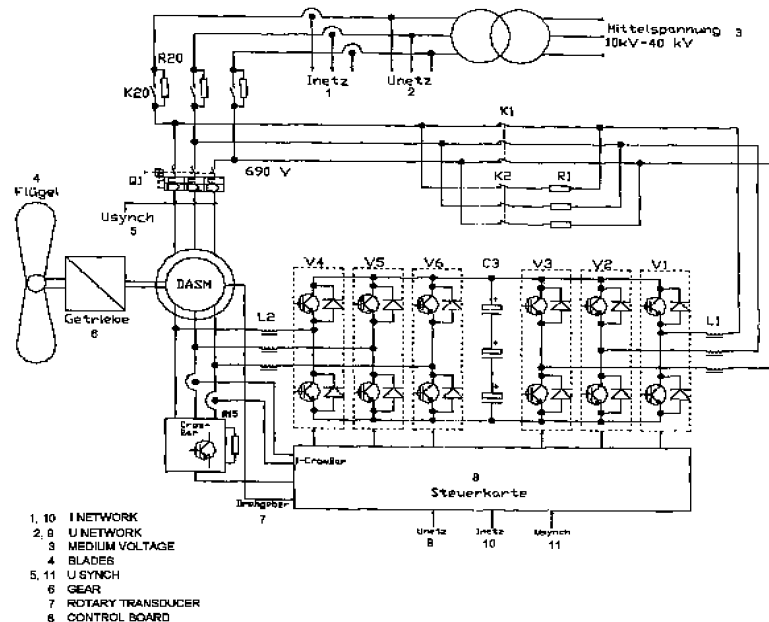 Mittelspannung 3
10kV-40 kV
R20
K20
Inetz
1
Unetz
2
K1
4
Flügel
Q1
690 V
K2
R1
Usynch
5
DASM
Getriebe
6
V4
V5
V6
C3
V3
V2
V1
L2
L1
R15
Crow-
Bar
I-CrowBar
8
Steuerkarte
Drehgeber
7
Unetz
9
Inetz
10
Usynch
11
1, 10 I NETWORK
2, 9 U NETWORK
3 MEDIUM VOLTAGE
4 BLADES
5, 11 U SYNCH
6 GEAR
7 ROTARY TRANSDUCER
8 CONTROL BOARD